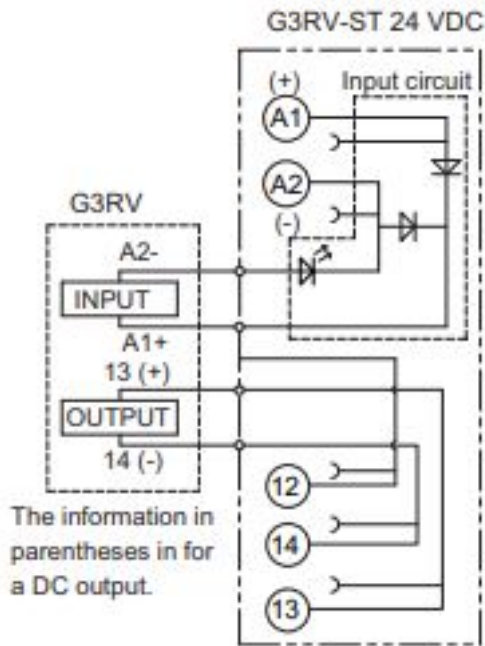 G3RV-ST 24 VDC
(+)
Input circuit
A1
A2
(-)
G3RV
A2-
INPUT
A1+
13 (+)
OUTPUT
14 (-)
12
14
13
The information in
parentheses in for
a DC output.